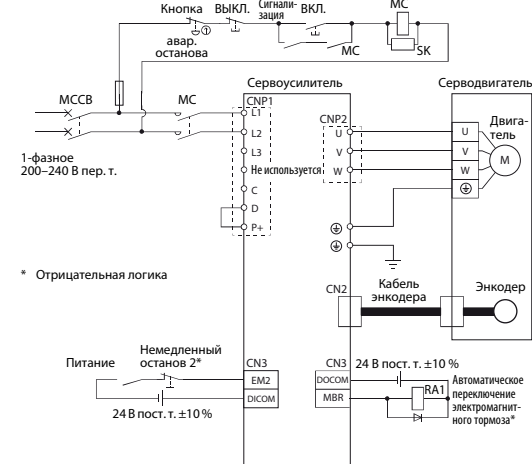 Кнопка ВЫКЛ. Сигнали- ВКЛ. MC
зация
авар.
останова
MC
SK
MCCB MC
Сервоусилитель
Серводвигатель
CNP1
L1
L2
L3
Не используется
C
D
P+
CNP2
U
V
W
U
V
W
Двига-
тель
M
1-фазное
200–240 В пер. т.
* Отрицательная логика
CN2
Кабель
энкодера
Энкодер
Питание
Немедленный
останов 2*
24 В пост. т. ±10 %
CN3
EM2
DICOM
CN3
DOCOM
MBR
24 В пост. т. ±10 %
RA1
Автоматическое
переключение
электромагнит-
ного тормоза*